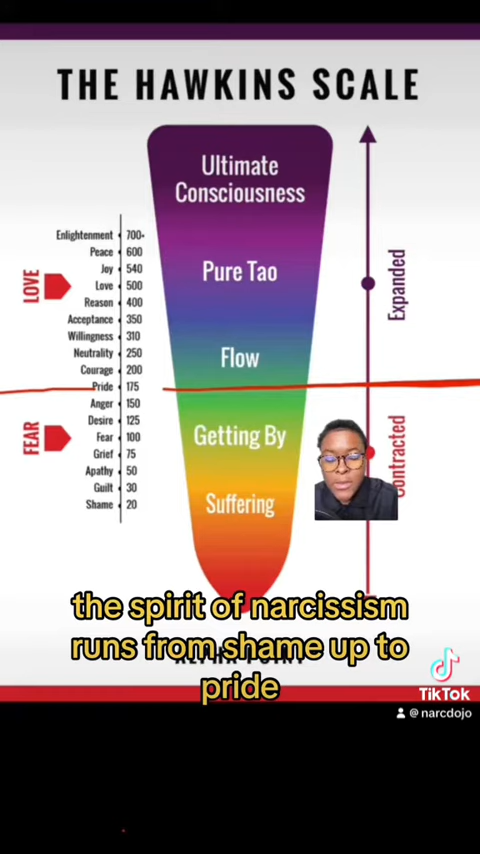 THE HAWKINS SCALE
Ultimate
Consciousness
Pure Tao
Flow
Getting By
Suffering
Enlightenment 700+
Peace 600
Joy 540
Love 500
Reason 400
Acceptance 350
Willingness 310
Neutrality 250
Courage 200
Pride 175
Anger 150
Desire 125
Fear 100
Grief 75
Apathy 50
Guilt 30
Shame 20
LOVE
FEAR
Expanded
Contracted
the spirit of narcissism
runs from shame up to
pride
TikTok
@ narcdojo